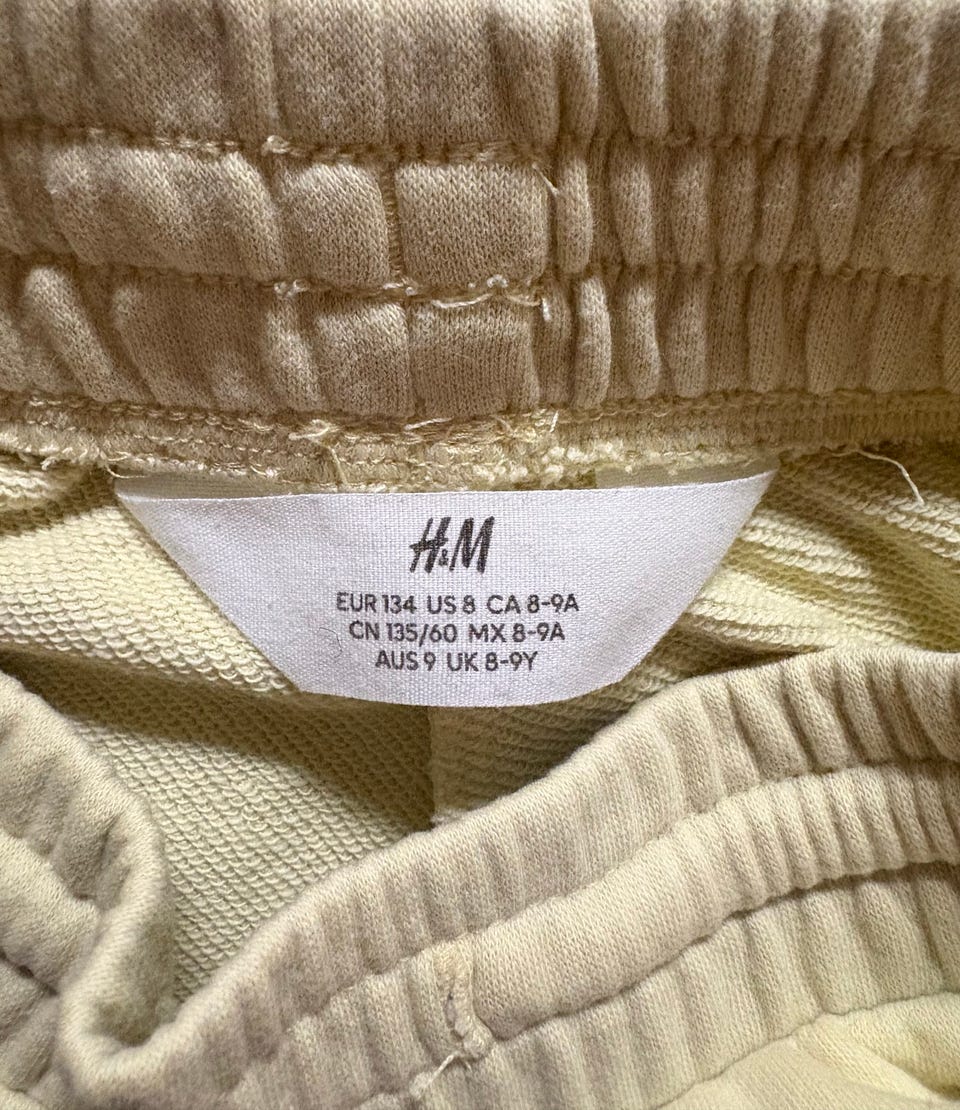 H&M
EUR 134 US 8 CA 8-9A
CN 135/60 MX 8-9A
AUS 9 UK 8-9Y